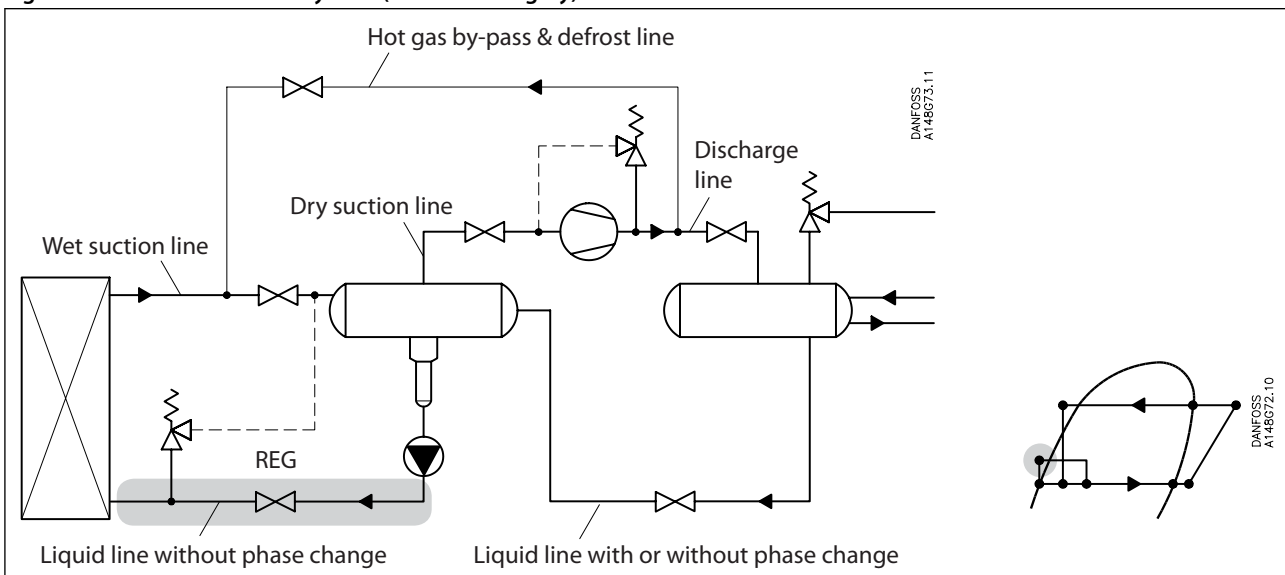 Hot gas by-pass & defrost line
DANFOSS
A148G73.11
Discharge
line
Dry suction line
Wet suction line
REG
DANFOSS
A148G72.10
Liquid line without phase change
Liquid line with or without phase change